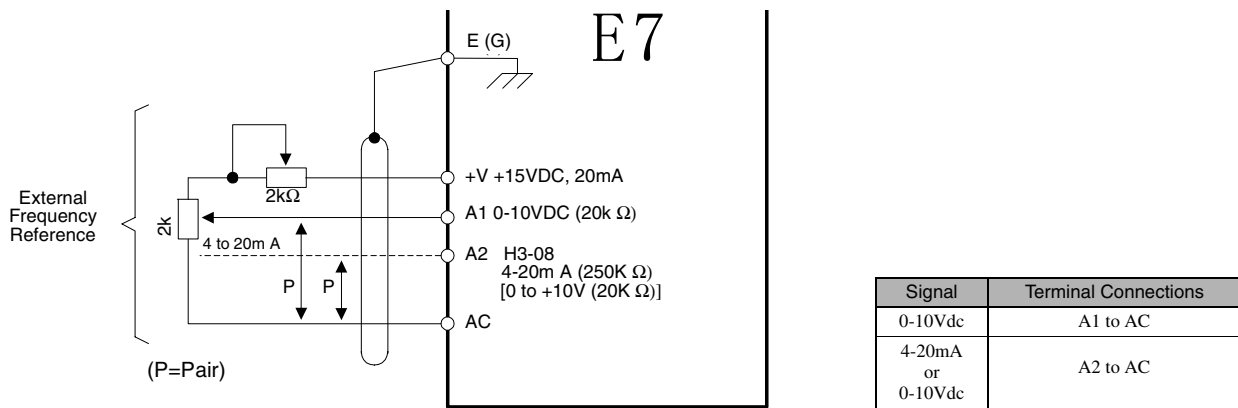 E7
E (G)
+V +15VDC, 20mA
2kΩ
External
Frequency
Reference
2k
A1 0-10VDC (20k Ω)
4 to 20m A
A2 H3-08
4-20m A (250K Ω)
[0 to +10V (20K Ω)]
P
P
AC
(P=Pair)
Signal Terminal Connections
0-10Vdc A1 to AC
4-20mA
or
0-10Vdc
A2 to AC